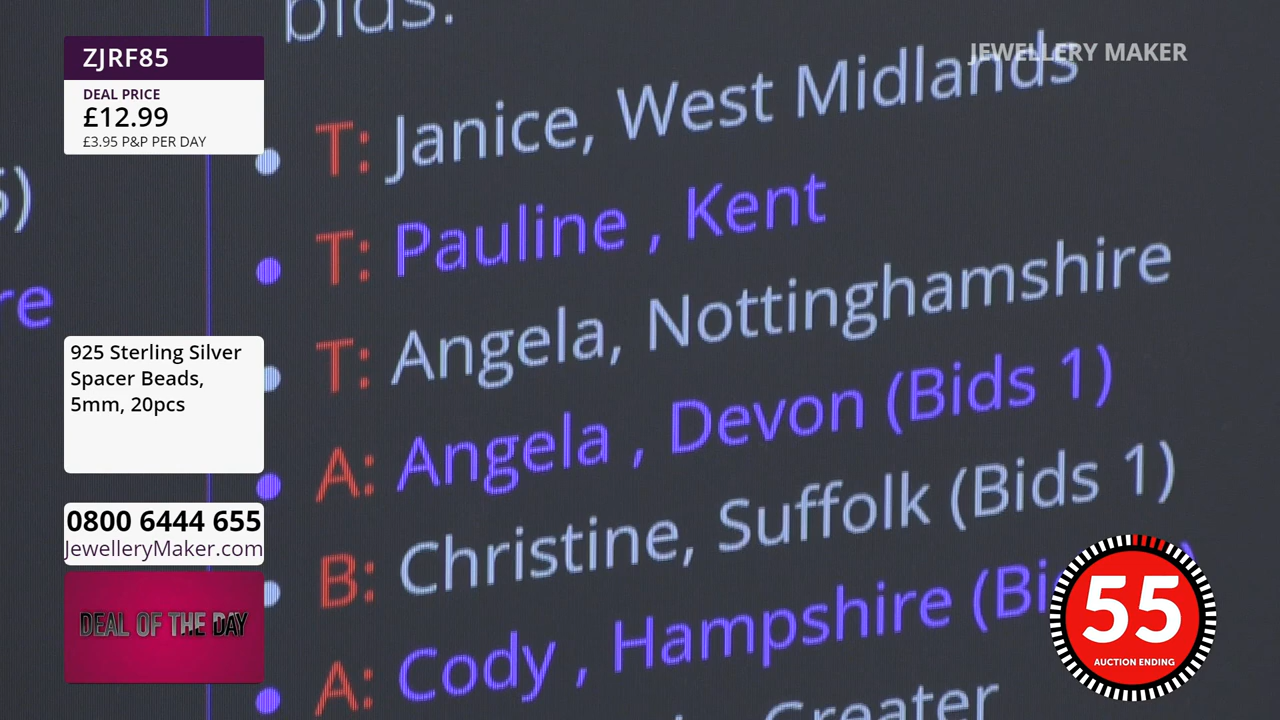 bids.
ZJRF85
DEAL PRICE
£12.99
£3.95 P&P PER DAY
JEWELLERY MAKER
T: Janice, West Midlands
T: Pauline , Kent
T: Angela, Nottinghamshire
A: Angela , Devon (Bids 1)
B: Christine, Suffolk (Bids 1)
A: Cody , Hampshire
Greater
re
925 Sterling Silver
Spacer Beads,
5mm, 20pcs
0800 6444 655
JewelleryMaker.com
DEAL OF THE DAY
55
AUCTION ENDING